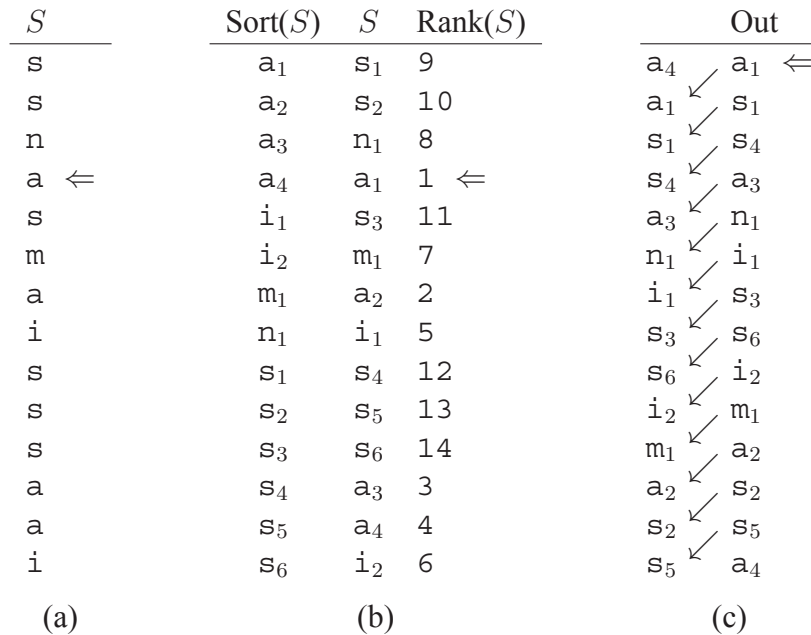 S Sort(S) S Rank(S) Out
s a₁ s₁ 9 a₄ a₁ ⇐
s a₂ s₂ 10 a₁ s₁
n a₃ n₁ 8 s₁ s₄
a ⇐ a₄ a₁ 1 ⇐ s₄ a₃
s i₁ s₃ 11 a₃ n₁
m i₂ m₁ 7 n₁ i₁
a m₁ a₂ 2 i₁ s₃
i n₁ i₁ 5 s₃ s₆
s s₁ s₄ 12 s₆ i₂
s s₂ s₅ 13 i₂ m₁
s s₃ s₆ 14 m₁ a₂
a s₄ a₃ 3 a₂ s₂
a s₅ a₄ 4 s₂ s₅
i s₆ i₂ 6 s₅ a₄
(a) (b) (c)